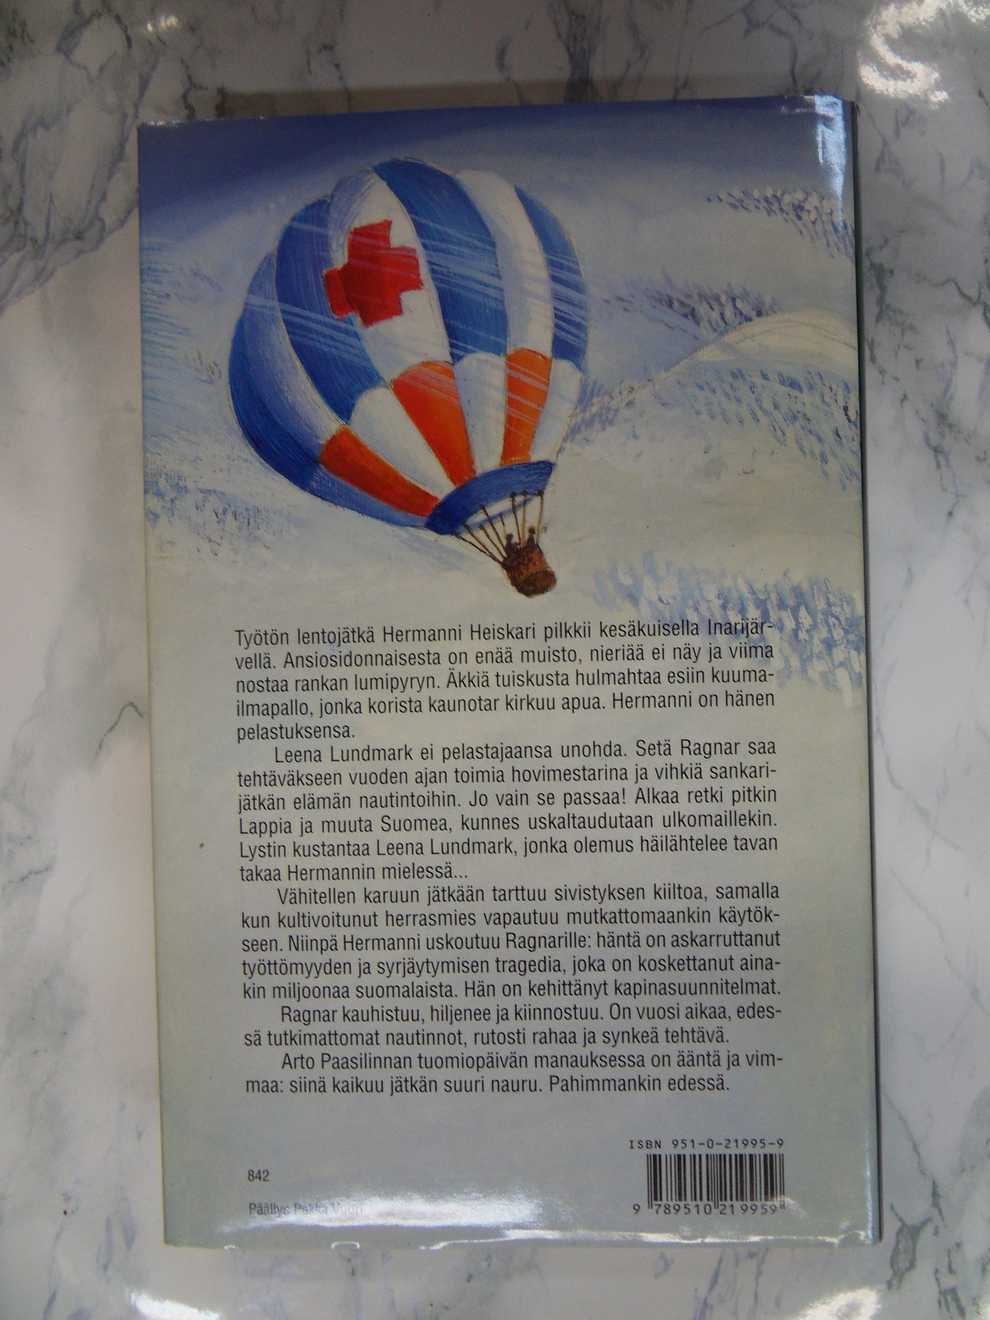 Työtön lentojätkä Hermanni Heiskari pilkkii kesäkuisella Inarijär-
vellä. Ansiosidonnaisesta on enää muisto, nieriää ei näy ja viima
nostaa rankan lumipyryn. Äkkiä tuiskusta hulmahtaa esiin kuuma-
ilmapallo, jonka korista kaunotar kirkuu apua. Hermanni on hänen
pelastuksensa.
Leena Lundmark ei pelastajaansa unohda. Setä Ragnar saa
tehtäväkseen vuoden ajan toimia hovimestarina ja vihkiä sankari-
jätkän elämän nautintoihin. Jo vain se passaa! Alkaa retki pitkin
Lappia ja muuta Suomea, kunnes uskaltaudutaan ulkomaillekin.
Lystin kustantaa Leena Lundmark, jonka olemus häilähtelee tavan
takaa Hermannin mielessä...
Vähitellen karuun jätkään tarttuu sivistyksen kiiltoa, samalla
kun kultivoitunut herrasmies vapautuu mutkattomaankin käytök-
seen. Niinpä Hermanni uskoutuu Ragnarille: häntä on askarruttanut
työttömyyden ja syrjäytymisen tragedia, joka on koskettanut aina-
kin miljoonaa suomalaista. Hän on kehittänyt kapinasuunnitelmat.
Ragnar kauhistuu, hiljenee ja kiinnostuu. On vuosi aikaa, edes-
sä tutkimattomat nautinnot, rutosti rahaa ja synkeä tehtävä.
Arto Paasilinnan tuomiopäivän manauksessa on ääntä ja vim-
maa: siinä kaikuu jätkän suuri nauru. Pahimmankin edessä.
ISBN 951-0-21995-9
842
Päällys Pekka Vuori
9 789510 219959